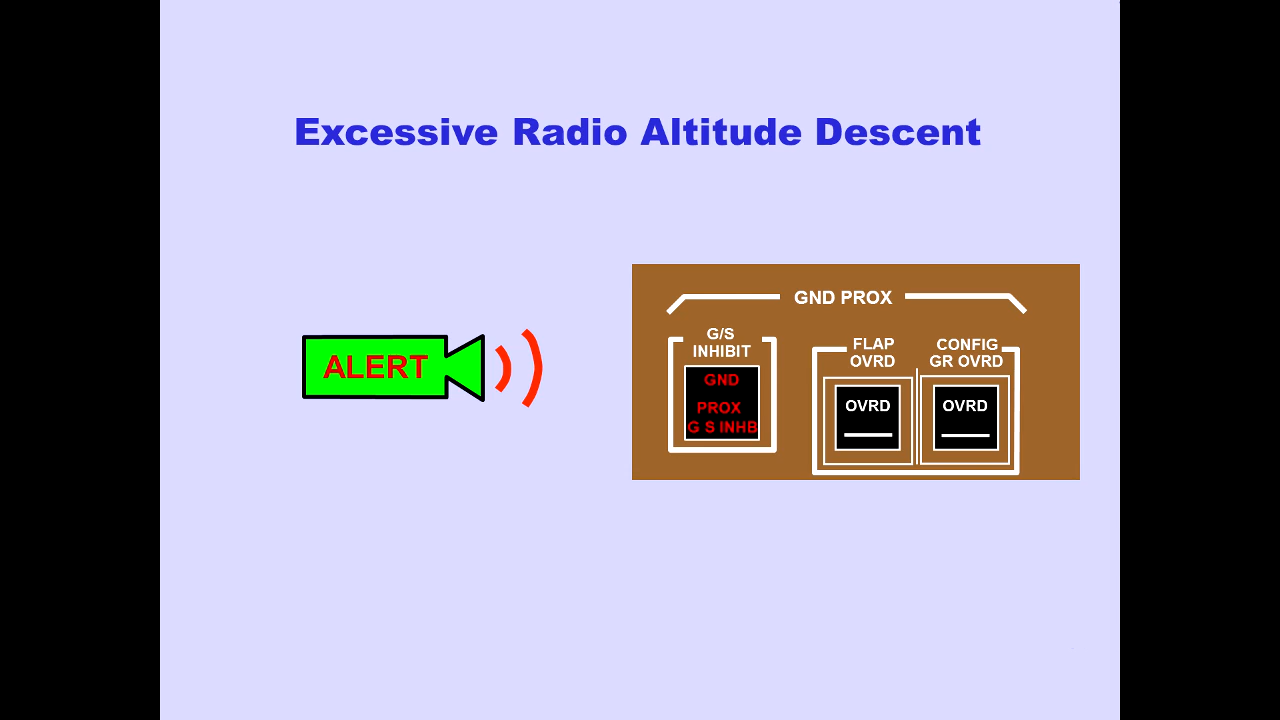 Excessive Radio Altitude Descent
ALERT
GND PROX
G/S
INHIBIT
GND
PROX
G S INHB
FLAP
OVRD
OVRD
CONFIG
GR OVRD
OVRD